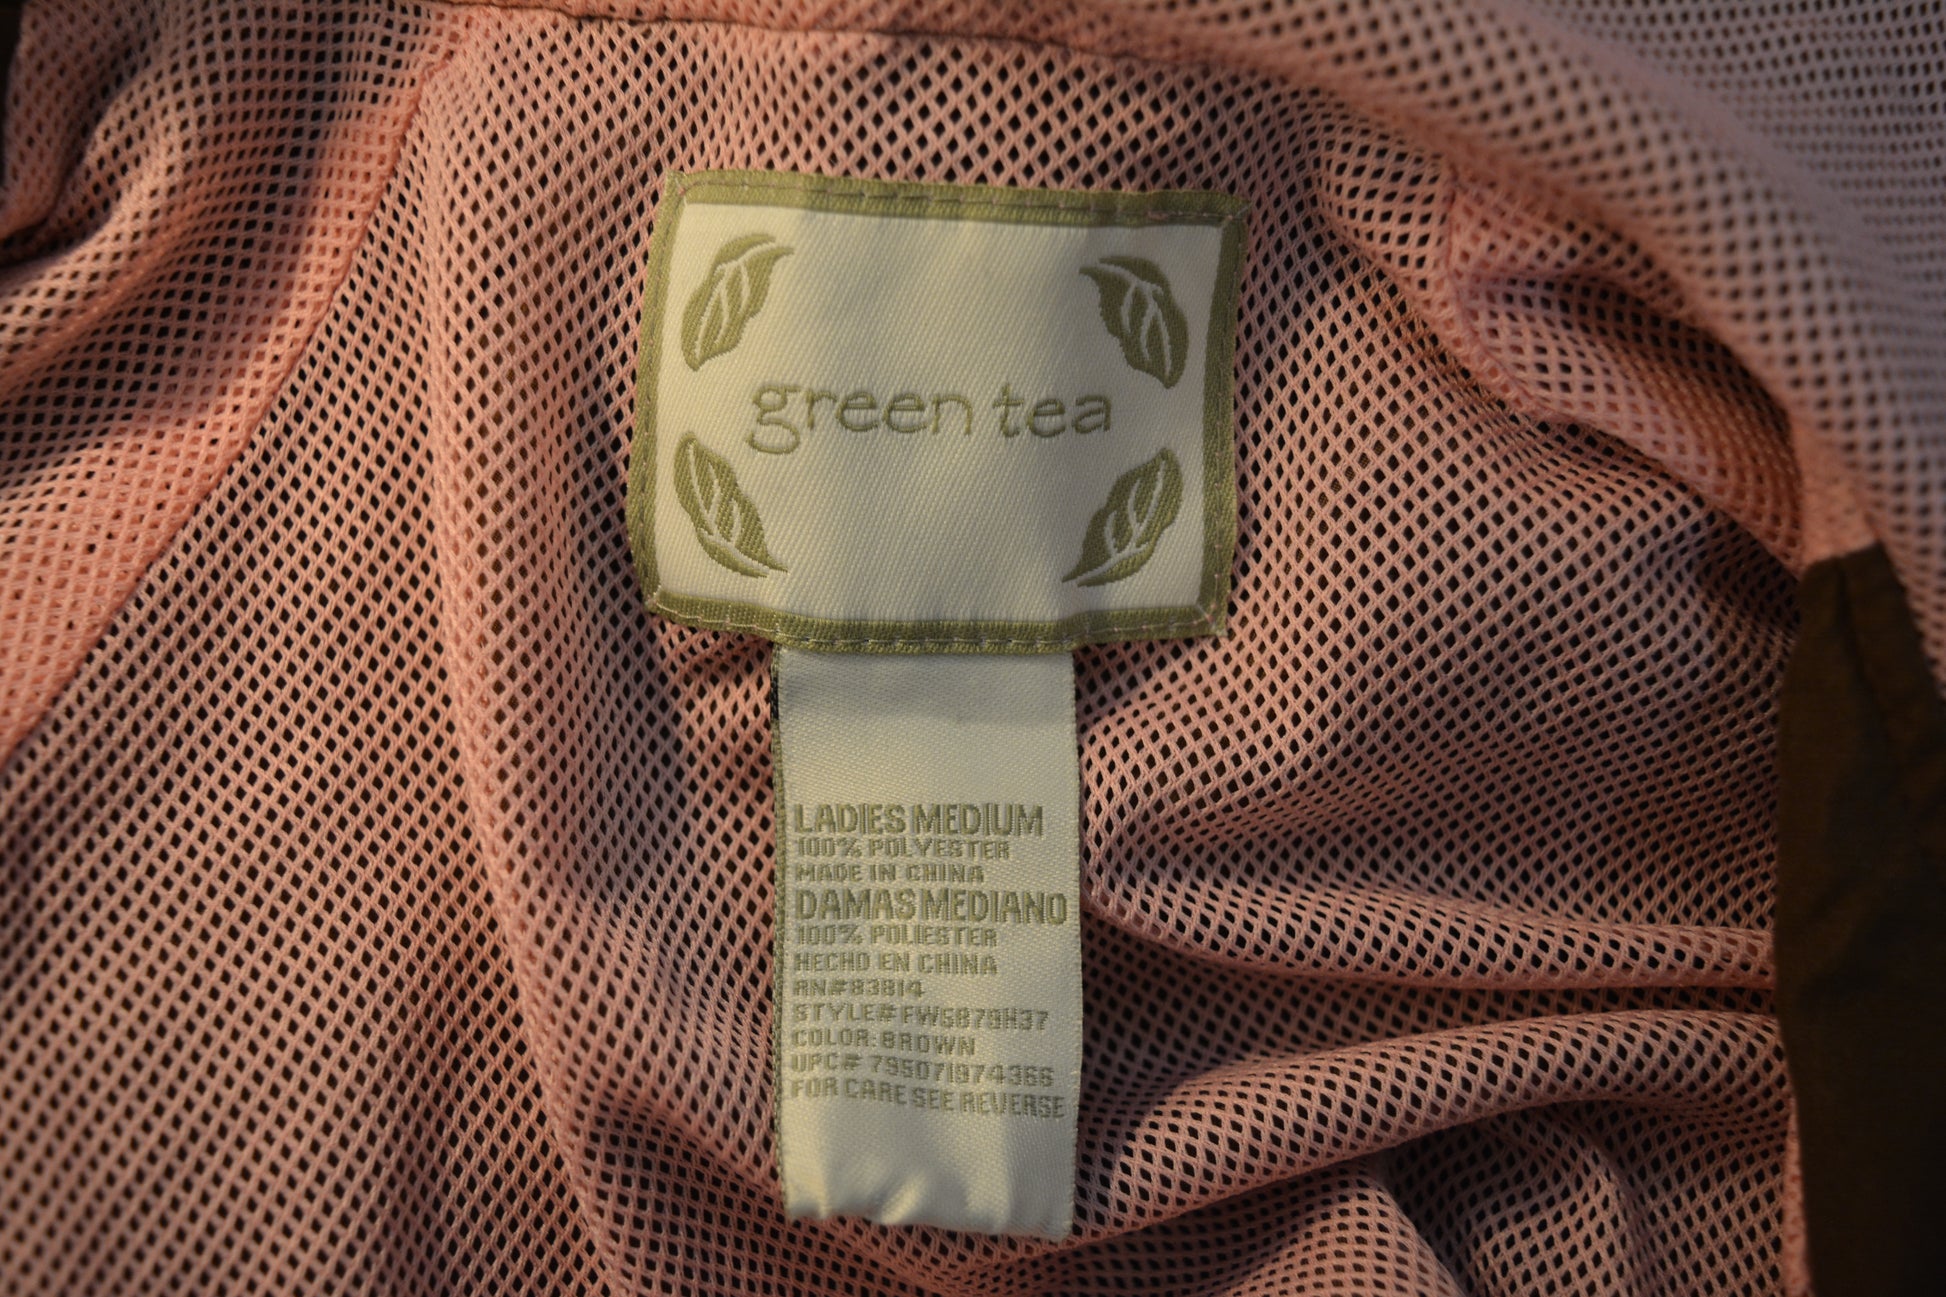 green tea
LADIES MEDIUM
100% POLYESTER
MADE IN CHINA
DAMAS MEDIANO
100% POLIESTER
HECHO EN CHINA
RN#83814
STYLE# FW5879H37
COLOR: BROWN
UPC# 795071974366
FOR CARE SEE REVERSE